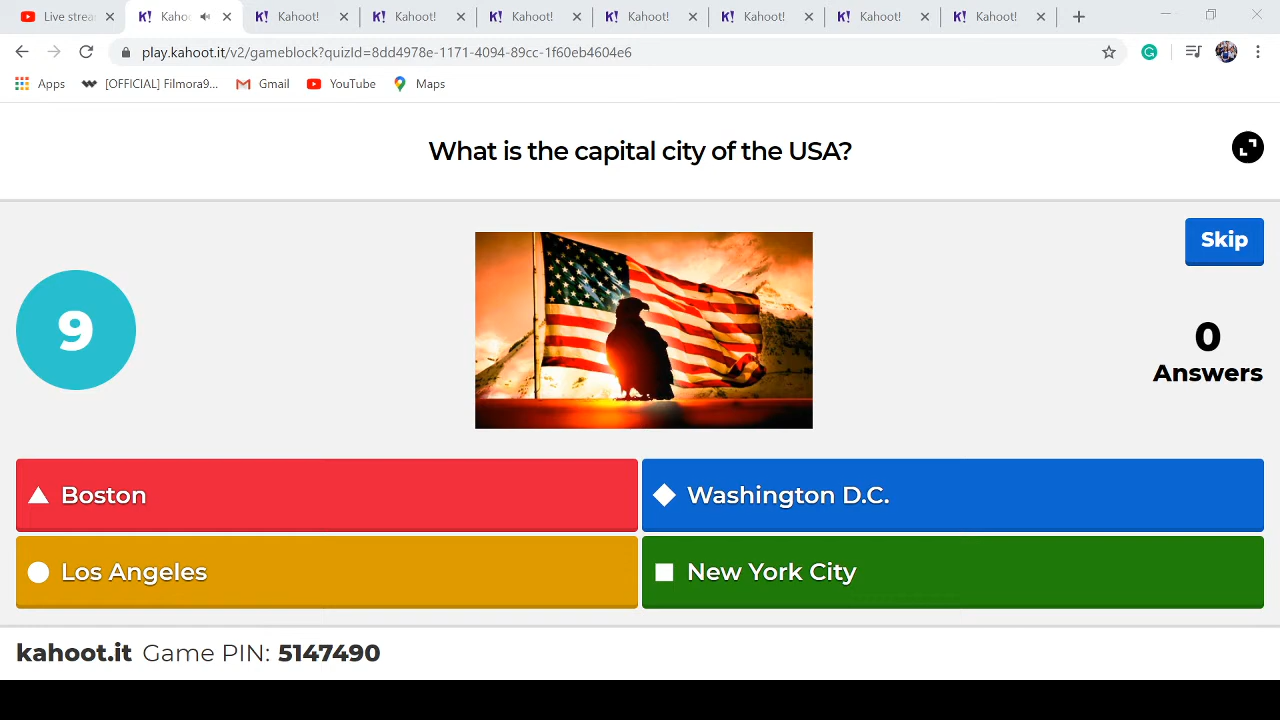 Live strea
K! Kahoo
K! Kahoot!
K! Kahoot!
K! Kahoot!
K! Kahoot!
K! Kahoot!
K! Kahoot!
K! Kahoot!
play.kahoot.it/v2/gameblock?quizId=8dd4978e-1171-4094-89cc-1f60eb4604e6
Apps
[OFFICIAL] Filmora9...
Gmail
YouTube
Maps
What is the capital city of the USA?
Skip
9
0
Answers
Boston
Washington D.C.
Los Angeles
New York City
kahoot.it Game PIN: 5147490